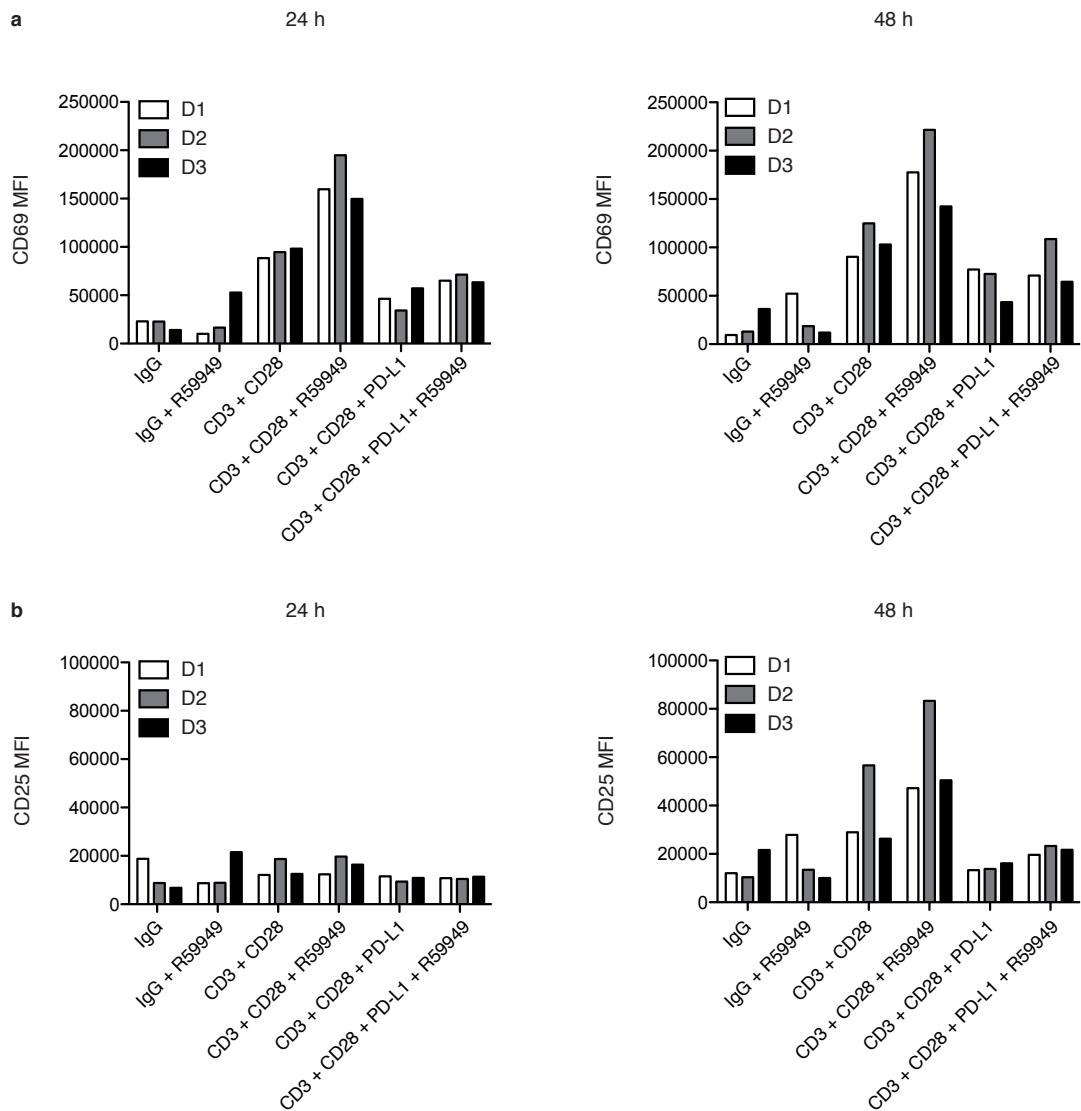 a
24 h
48 h
CD69 MFI
250000
200000
150000
100000
50000
0
D1
D2
D3
IgG
IgG + R59949
CD3 + CD28
CD3 + CD28 + R59949
CD3 + CD28 + PD-L1
CD3 + CD28 + PD-L1+ R59949
CD69 MFI
250000
200000
150000
100000
50000
0
D1
D2
D3
IgG
IgG + R59949
CD3 + CD28
CD3 + CD28 + R59949
CD3 + CD28 + PD-L1
CD3 + CD28 + PD-L1 + R59949
b
24 h
48 h
CD25 MFI
100000
80000
60000
40000
20000
0
D1
D2
D3
IgG
IgG + R59949
CD3 + CD28
CD3 + CD28 + R59949
CD3 + CD28 + PD-L1
CD3 + CD28 + PD-L1 + R59949
CD25 MFI
100000
80000
60000
40000
20000
0
D1
D2
D3
IgG
IgG + R59949
CD3 + CD28
CD3 + CD28 + R59949
CD3 + CD28 + PD-L1
CD3 + CD28 + PD-L1 + R59949